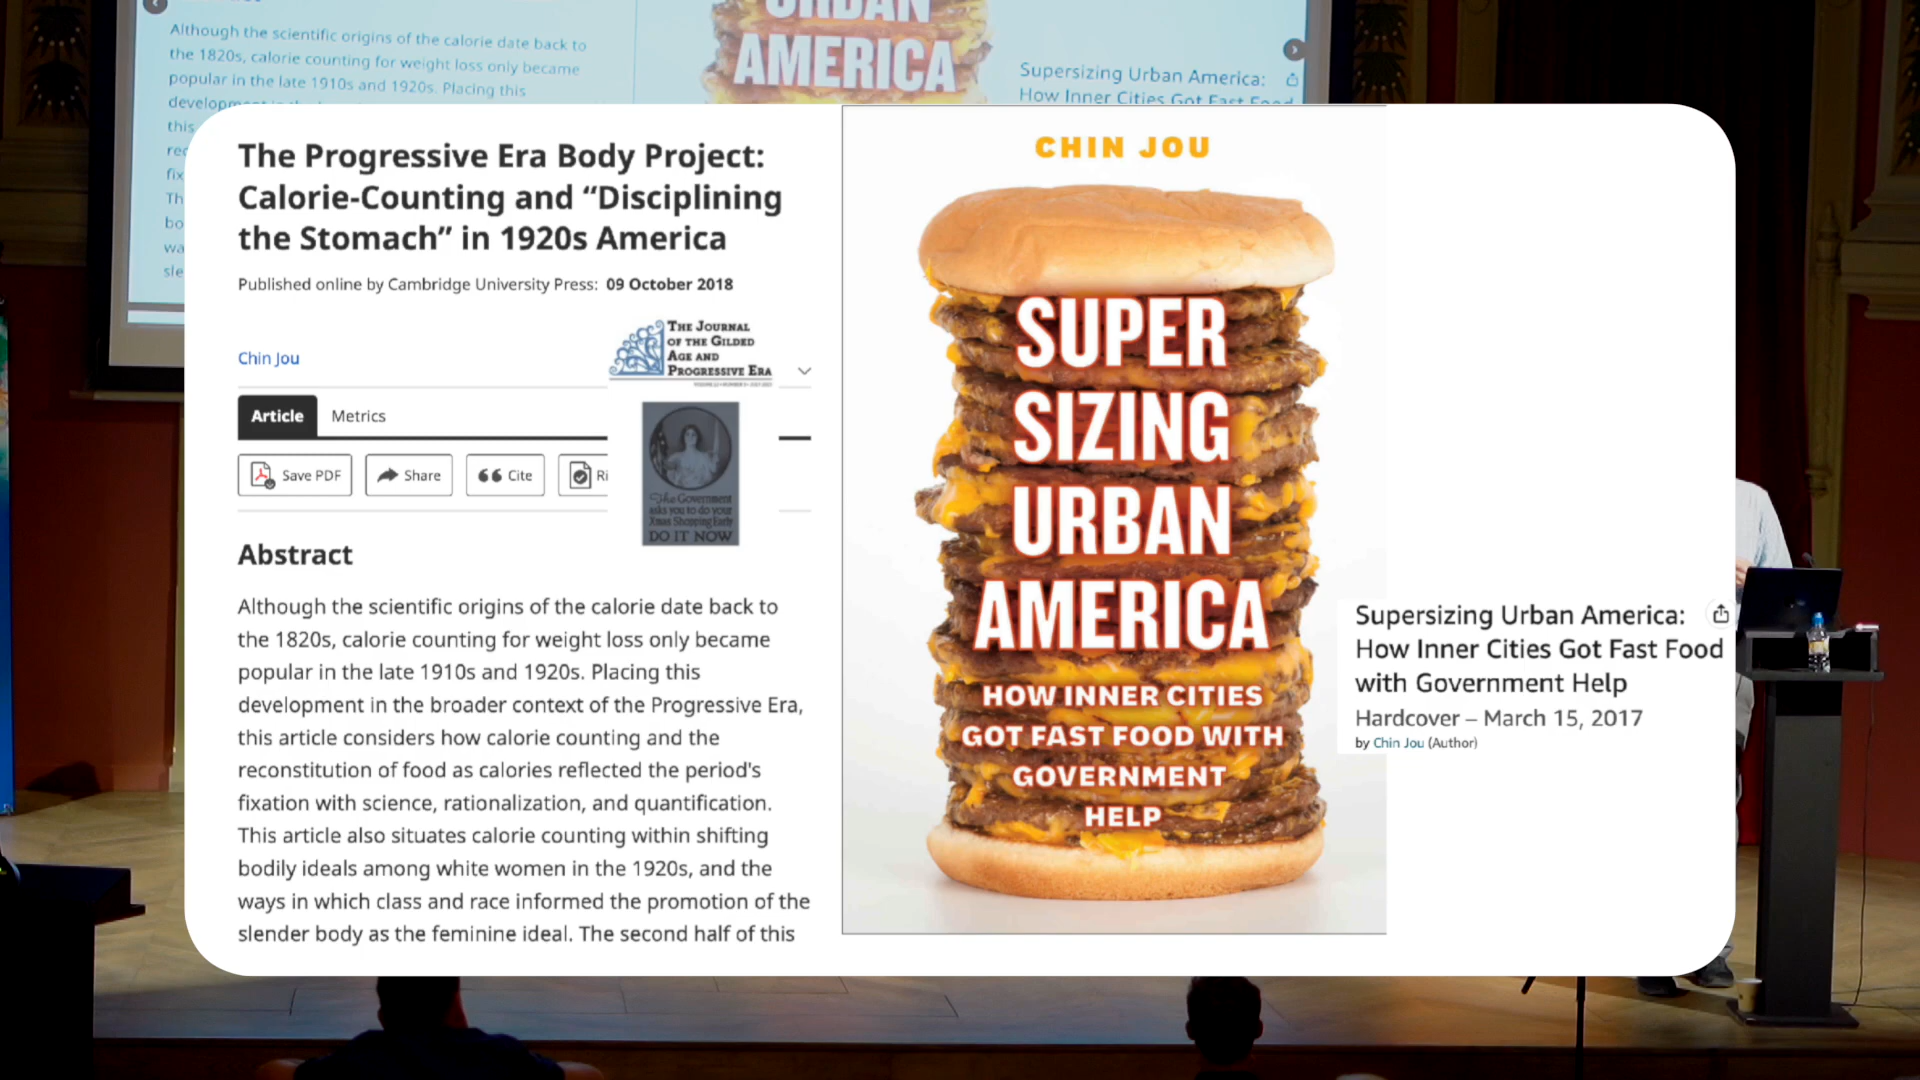 URBAN
AMERICA
Although the scientific origins of the calorie date back to
the 1820s, calorie counting for weight loss only became
popular in the late 1910s and 1920s. Placing this
Supersizing Urban America:
How Inner Cities Got Fast Food
The Progressive Era Body Project:
Calorie-Counting and “Disciplining
the Stomach” in 1920s America
Published online by Cambridge University Press: 09 October 2018
Chin Jou
THE JOURNAL
OF THE GILDED
AGE AND
PROGRESSIVE ERA
Article Metrics
Save PDF Share Cite Ri
The Government
asks you to do your
Xmas Shopping Early
DO IT NOW
Abstract
Although the scientific origins of the calorie date back to
the 1820s, calorie counting for weight loss only became
popular in the late 1910s and 1920s. Placing this
development in the broader context of the Progressive Era,
this article considers how calorie counting and the
reconstitution of food as calories reflected the period's
fixation with science, rationalization, and quantification.
This article also situates calorie counting within shifting
bodily ideals among white women in the 1920s, and the
ways in which class and race informed the promotion of the
slender body as the feminine ideal. The second half of this
CHIN JOU
SUPER
SIZING
URBAN
AMERICA
HOW INNER CITIES
GOT FAST FOOD WITH
GOVERNMENT
HELP
Supersizing Urban America:
How Inner Cities Got Fast Food
with Government Help
Hardcover – March 15, 2017
by Chin Jou (Author)